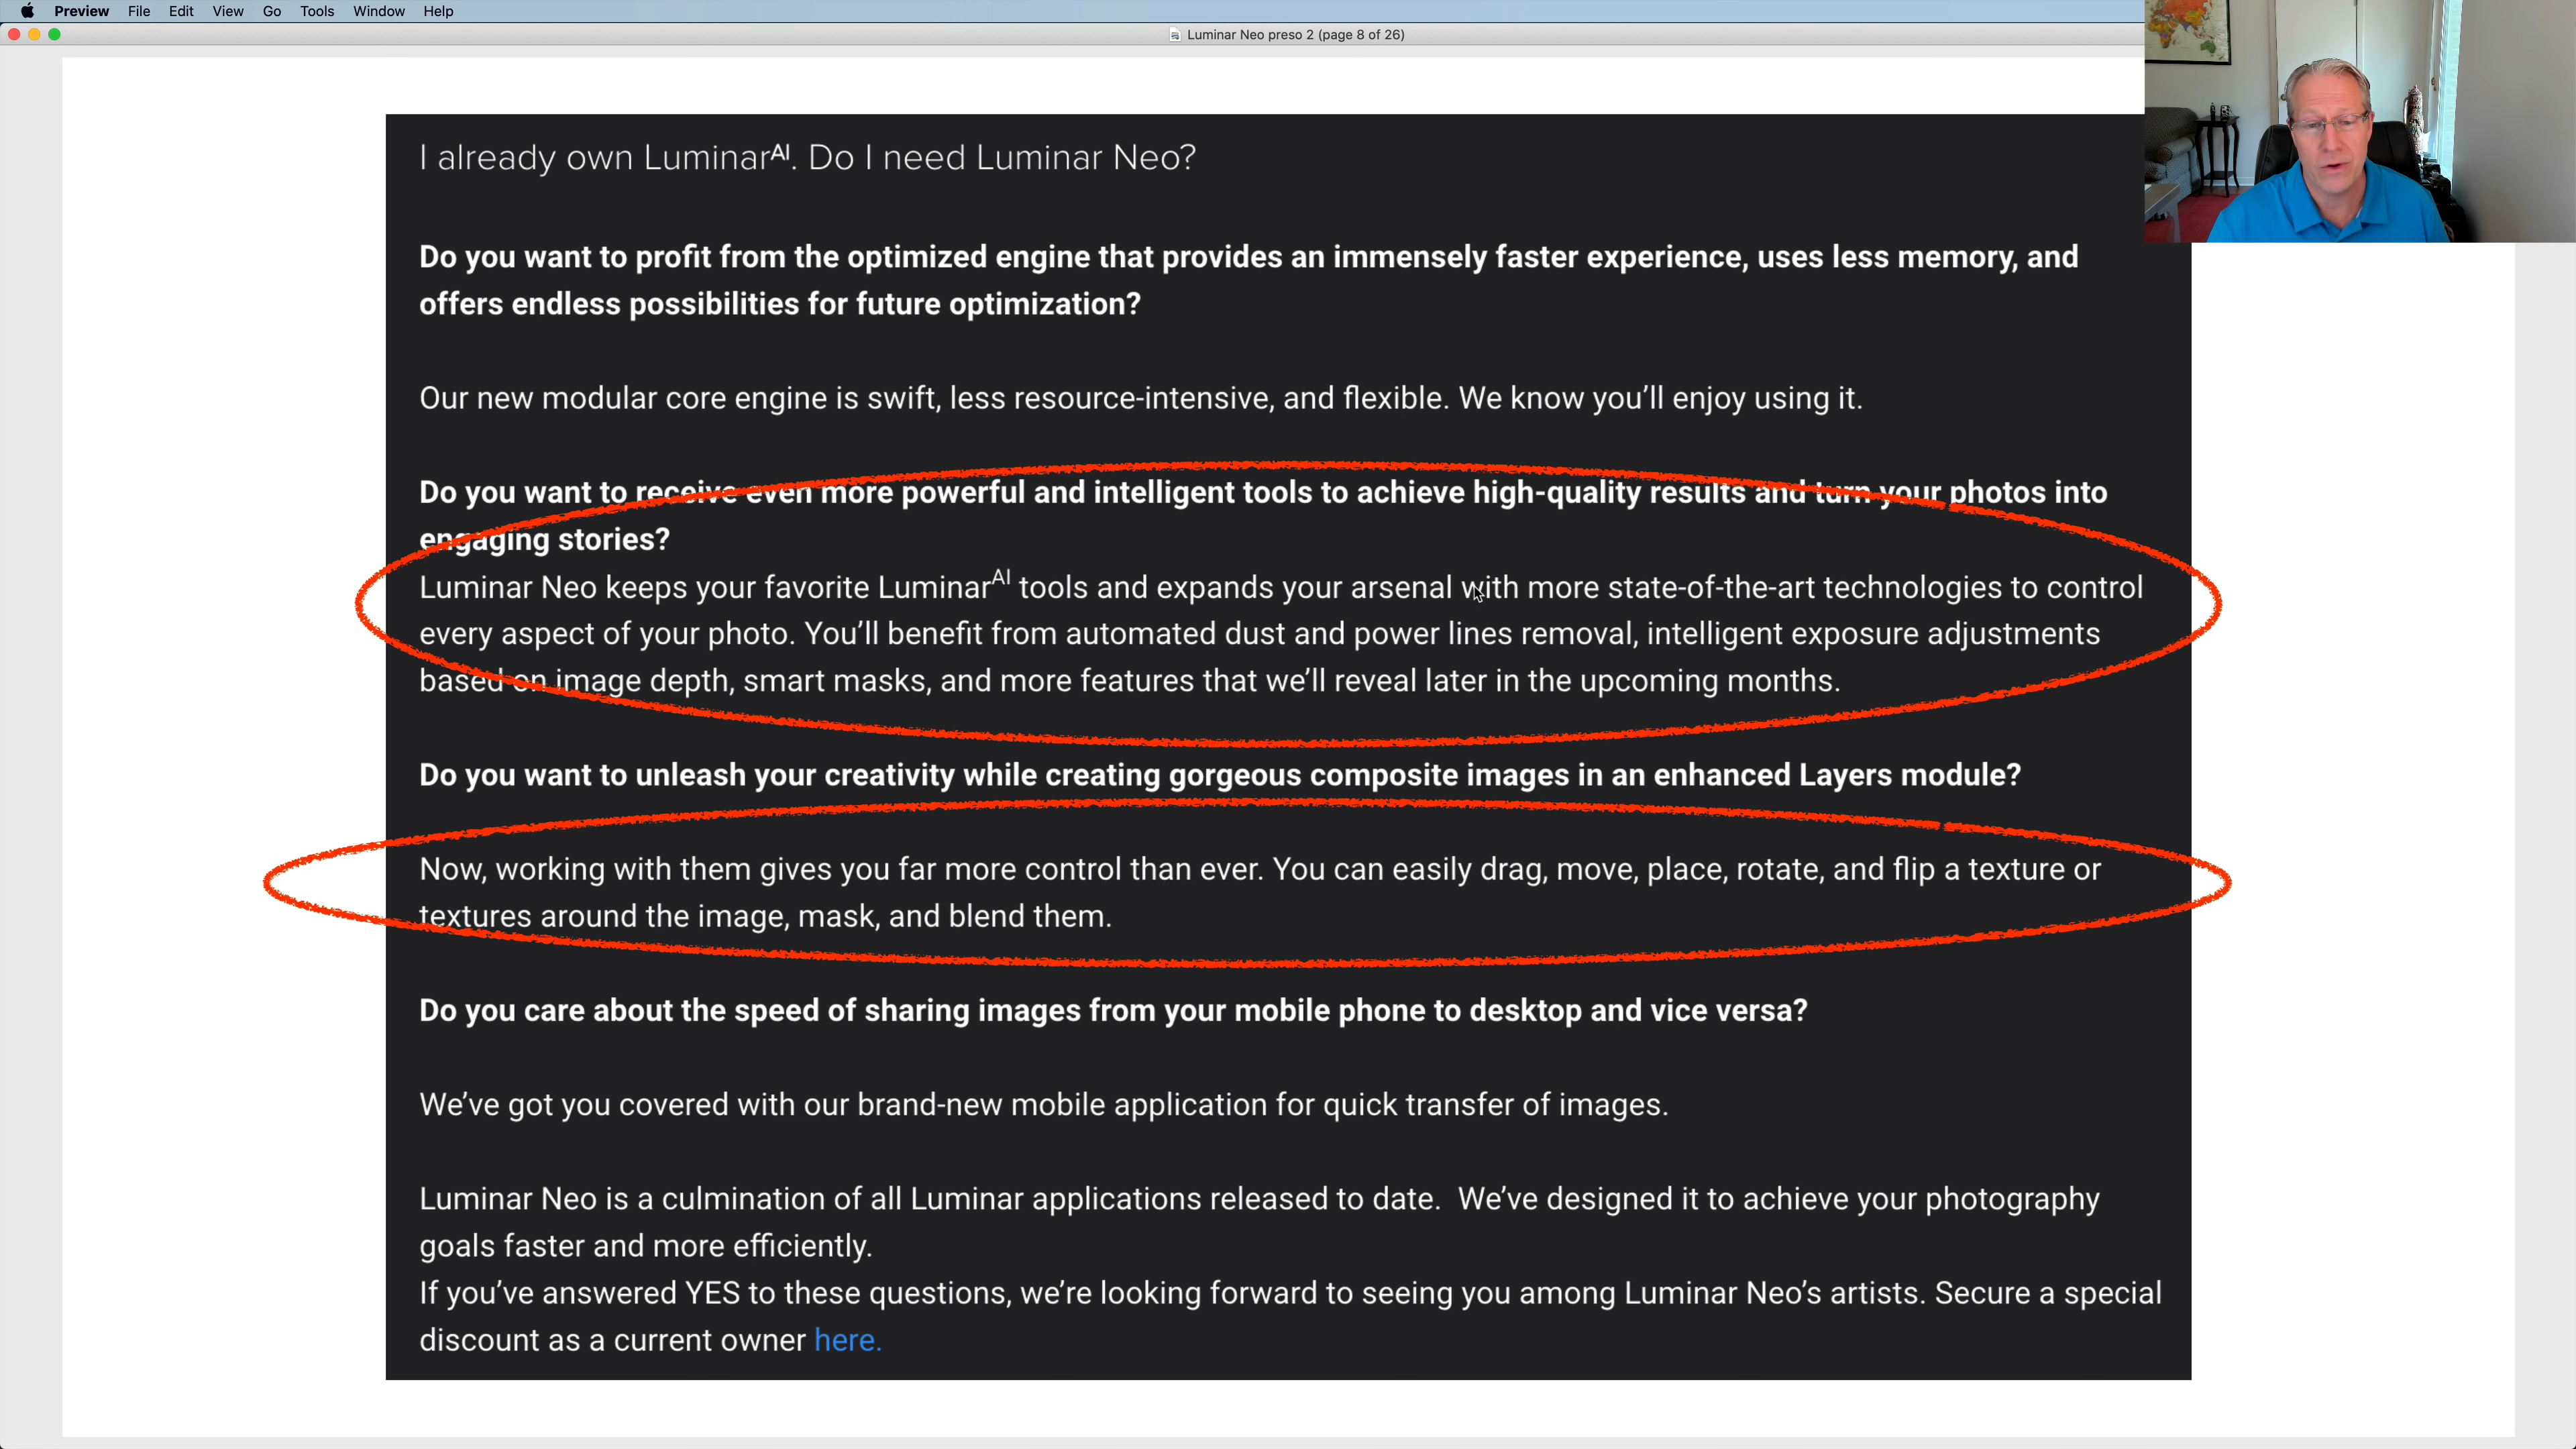 Preview File Edit View Go Tools Window Help
Luminar Neo preso 2 (page 8 of 26)
I already own Luminarᴬᴵ. Do I need Luminar Neo?
Do you want to profit from the optimized engine that provides an immensely faster experience, uses less memory, and
offers endless possibilities for future optimization?
Our new modular core engine is swift, less resource-intensive, and flexible. We know you’ll enjoy using it.
Do you want to receive even more powerful and intelligent tools to achieve high-quality results and turn your photos into
engaging stories?
Luminar Neo keeps your favorite Luminarᴬᴵ tools and expands your arsenal with more state-of-the-art technologies to control
every aspect of your photo. You’ll benefit from automated dust and power lines removal, intelligent exposure adjustments
based on image depth, smart masks, and more features that we’ll reveal later in the upcoming months.
Do you want to unleash your creativity while creating gorgeous composite images in an enhanced Layers module?
Now, working with them gives you far more control than ever. You can easily drag, move, place, rotate, and flip a texture or
textures around the image, mask, and blend them.
Do you care about the speed of sharing images from your mobile phone to desktop and vice versa?
We’ve got you covered with our brand-new mobile application for quick transfer of images.
Luminar Neo is a culmination of all Luminar applications released to date.  We’ve designed it to achieve your photography
goals faster and more efficiently.
If you’ve answered YES to these questions, we’re looking forward to seeing you among Luminar Neo’s artists. Secure a special
discount as a current owner here.